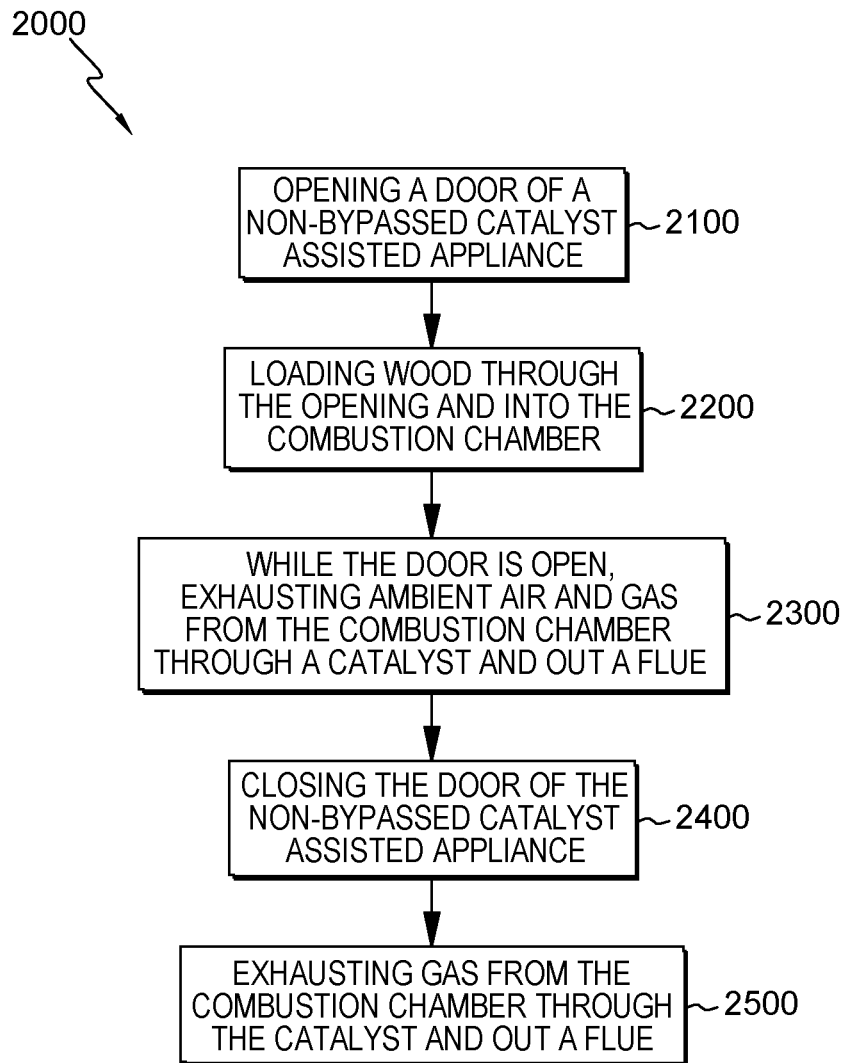 2000
OPENING A DOOR OF A
NON-BYPASSED CATALYST
ASSISTED APPLIANCE
2100
LOADING WOOD THROUGH
THE OPENING AND INTO THE
COMBUSTION CHAMBER
2200
WHILE THE DOOR IS OPEN,
EXHAUSTING AMBIENT AIR AND GAS
FROM THE COMBUSTION CHAMBER
THROUGH A CATALYST AND OUT A FLUE
2300
CLOSING THE DOOR OF THE
NON-BYPASSED CATALYST
ASSISTED APPLIANCE
2400
EXHAUSTING GAS FROM THE
COMBUSTION CHAMBER THROUGH
THE CATALYST AND OUT A FLUE
2500